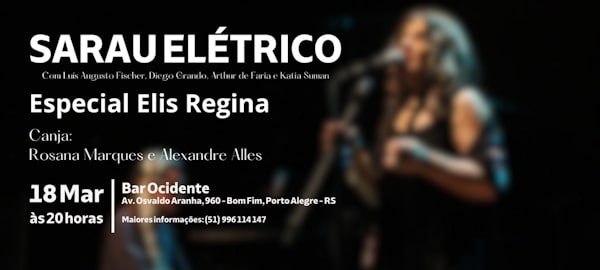 SARAU ELÉTRICO
Com Luís Augusto Fischer, Diego Grando, Arthur de Faria e Katia Suman
Especial Elis Regina
Canja:
Rosana Marques e Alexandre Alles
18 Mar
às 20 horas
Bar Ocidente
Av. Osvaldo Aranha, 960 - Bom Fim, Porto Alegre - RS
Maiores informações: (51) 996 114 147